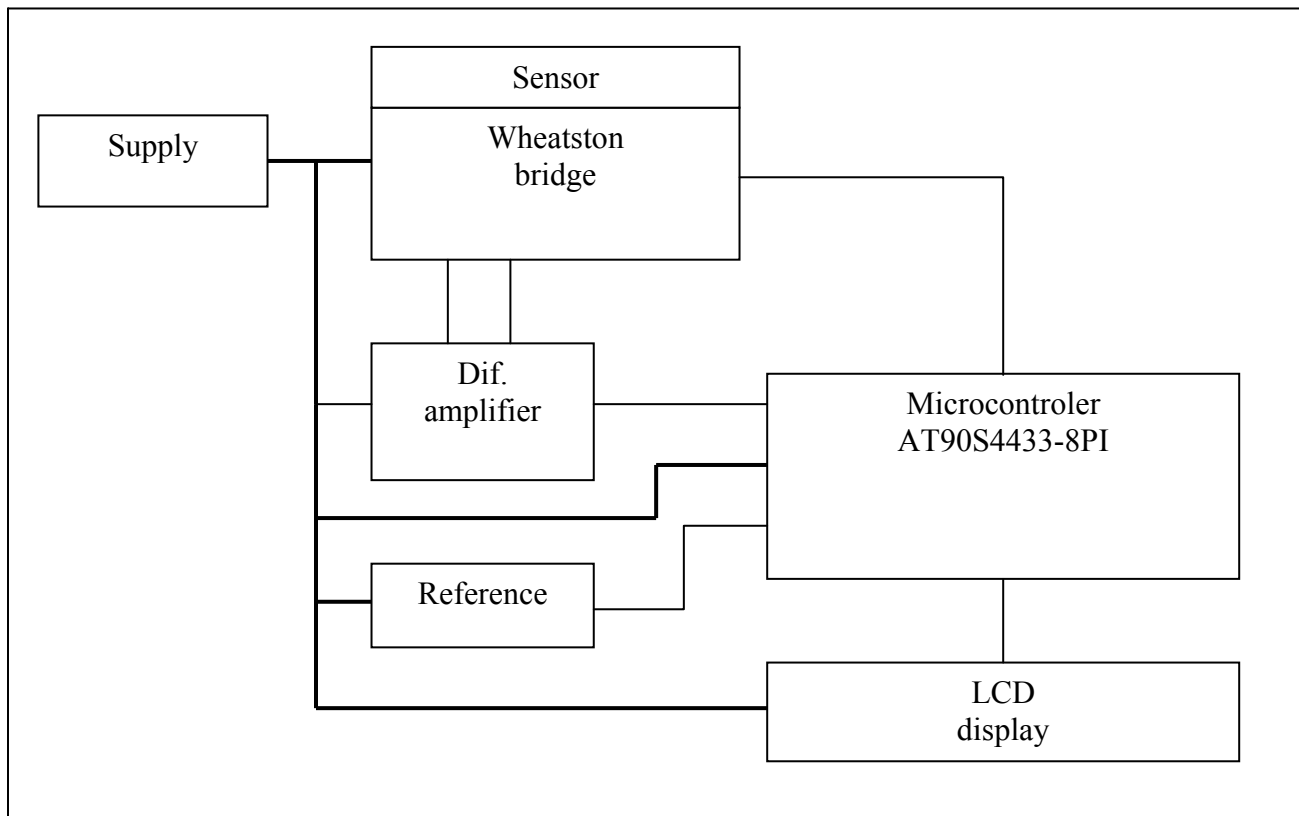 Sensor
Supply
Wheatston
bridge
Dif.
amplifier
Microcontroler
AT90S4433-8PI
Reference
LCD
display